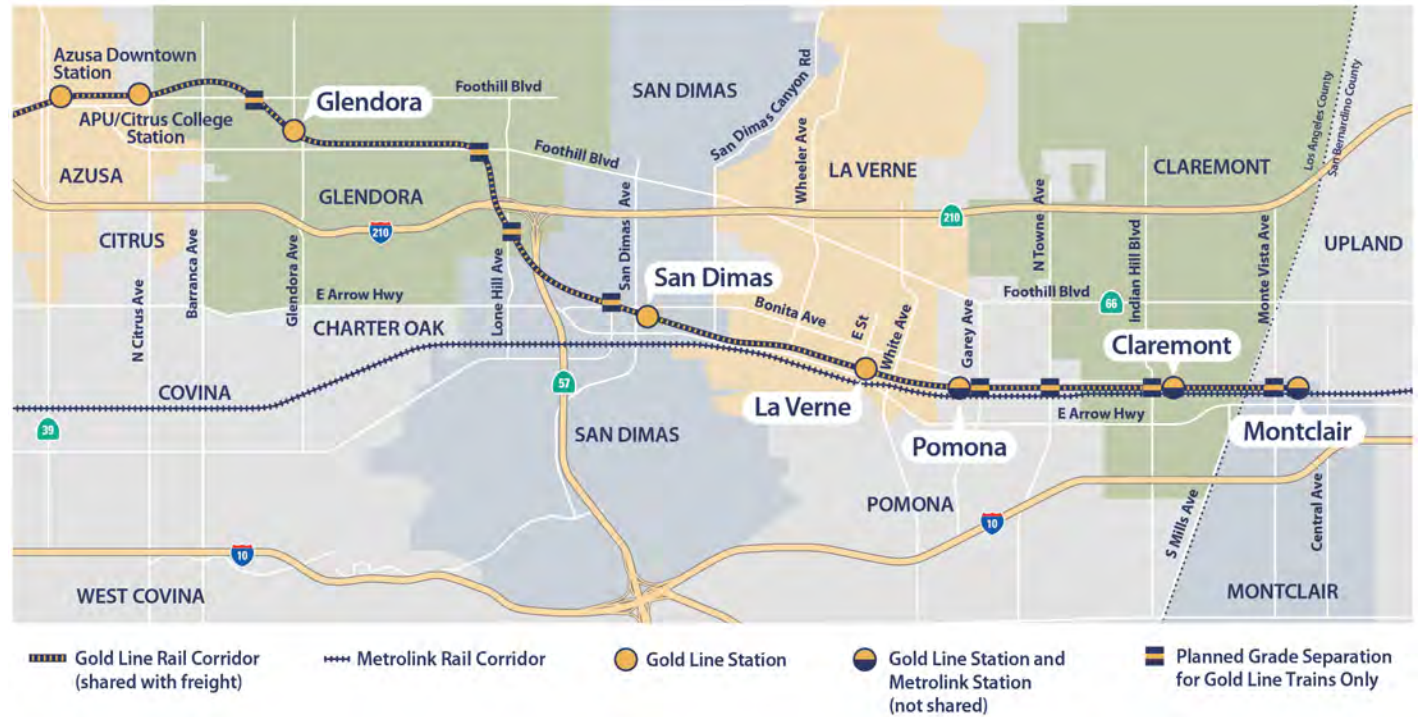 Azusa Downtown
Station
APU/Citrus College
Station
Glendora
Foothill Blvd
SAN DIMAS
San Dimas Canyon Rd
Wheeler Ave
LA VERNE
CLAREMONT
Los Angeles County
San Bernardino County
AZUSA
GLENDORA
Foothill Blvd
San Dimas Ave
N Towne Ave
Indian Hill Blvd
Monte Vista Ave
UPLAND
CITRUS
210
210
N Citrus Ave
Barranca Ave
Glendora Ave
Lone Hill Ave
E Arrow Hwy
CHARTER OAK
San Dimas
Bonita Ave
E St
White Ave
Garey Ave
Foothill Blvd
66
Claremont
COVINA
57
La Verne
Pomona
E Arrow Hwy
Montclair
39
SAN DIMAS
POMONA
10
10
S Mills Ave
Central Ave
WEST COVINA
MONTCLAIR
Gold Line Rail Corridor
(shared with freight)
Metrolink Rail Corridor
Gold Line Station
Gold Line Station and
Metrolink Station
(not shared)
Planned Grade Separation
for Gold Line Trains Only